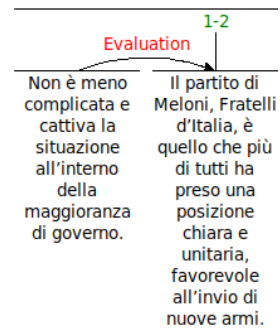 1-2
Evaluation
Non è meno
complicata e
cattiva la
situazione
all'interno
della
maggioranza
di governo.
Il partito di
Meloni, Fratelli
d'Italia, è
quello che più
di tutti ha
preso una
posizione
chiara e
unitaria,
favorevole
all'invio di
nuove armi.